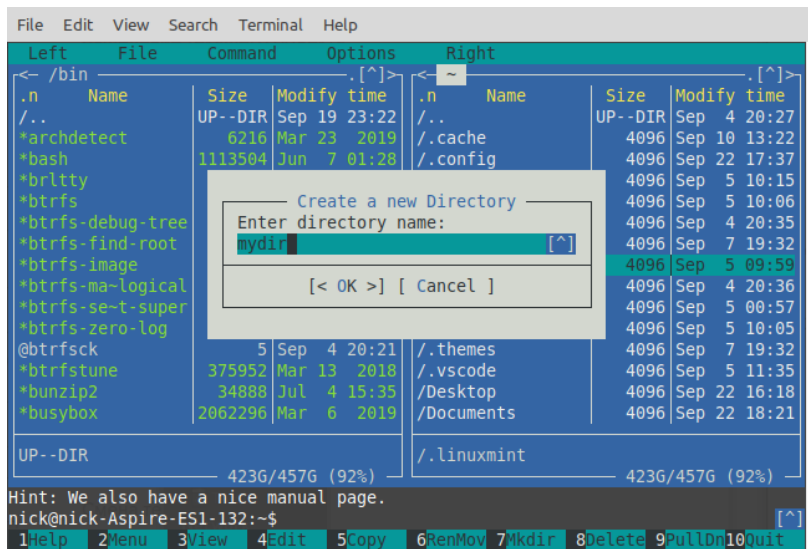 File Edit View Search Terminal Help
Left File Command Options Right
<— /bin .[^]> <— ~ .[^]>
.n Name Size Modify time .n Name Size Modify time
/.. UP--DIR Sep 19 23:22 /.. UP--DIR Sep 4 20:27
*archdetect 6216 Mar 23 2019 /.cache 4096 Sep 10 13:22
*bash 1113504 Jun 7 01:28 /.config 4096 Sep 22 17:37
*brltty 4096 Sep 5 10:15
*btrfs Create a new Directory 4096 Sep 5 10:06
*btrfs-debug-tree Enter directory name: 4096 Sep 4 20:35
*btrfs-find-root mydir [^] 4096 Sep 7 19:32
*btrfs-image 4096 Sep 5 09:59
*btrfs-ma~logical [< OK >] [ Cancel ] 4096 Sep 4 20:36
*btrfs-se~t-super 4096 Sep 5 00:57
*btrfs-zero-log 4096 Sep 5 10:05
@btrfsck 5 Sep 4 20:21 /.themes 4096 Sep 7 19:32
*btrfstune 375952 Mar 13 2018 /.vscode 4096 Sep 5 11:35
*bunzip2 34888 Jul 4 15:35 /Desktop 4096 Sep 22 16:18
*busybox 2062296 Mar 6 2019 /Documents 4096 Sep 22 18:21
UP--DIR /.linuxmint
423G/457G (92%) 423G/457G (92%)
Hint: We also have a nice manual page.
nick@nick-Aspire-ES1-132:~$ [^]
1Help 2Menu 3View 4Edit 5Copy 6RenMov 7Mkdir 8Delete 9PullDn 10Quit